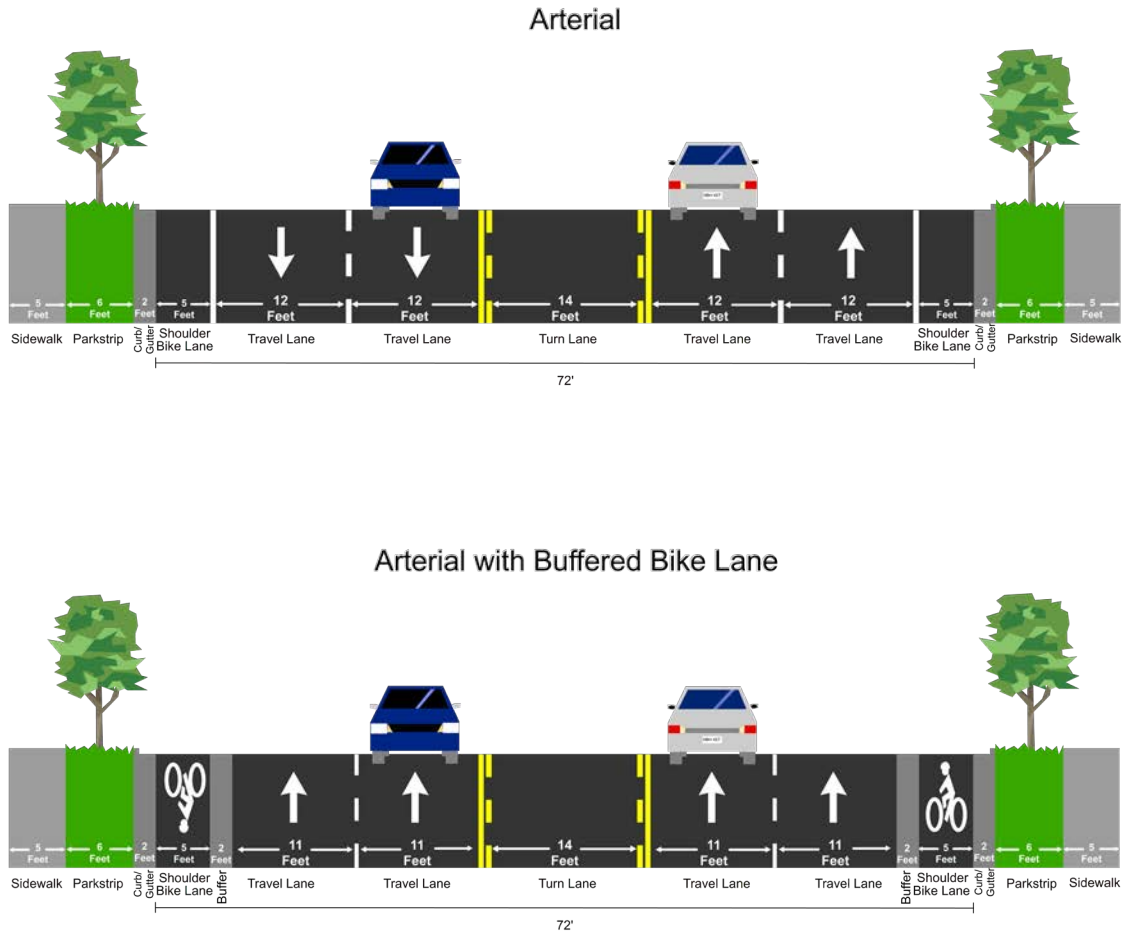 Arterial
5 Feet
6 Feet
2 Feet
5 Feet
12 Feet
12 Feet
14 Feet
12 Feet
12 Feet
5 Feet
2 Feet
6 Feet
5 Feet
Sidewalk
Parkstrip
Curb/
Gutter
Shoulder
Bike Lane
Travel Lane
Travel Lane
Turn Lane
Travel Lane
Travel Lane
Shoulder
Bike Lane
Curb/
Gutter
Parkstrip
Sidewalk
72'
Arterial with Buffered Bike Lane
5 Feet
6 Feet
2 Feet
5 Feet
2 Feet
11 Feet
11 Feet
14 Feet
11 Feet
11 Feet
2 Feet
5 Feet
2 Feet
6 Feet
5 Feet
Sidewalk
Parkstrip
Curb/
Gutter
Shoulder
Bike Lane
Buffer
Travel Lane
Travel Lane
Turn Lane
Travel Lane
Travel Lane
Buffer
Shoulder
Bike Lane
Curb/
Gutter
Parkstrip
Sidewalk
72'